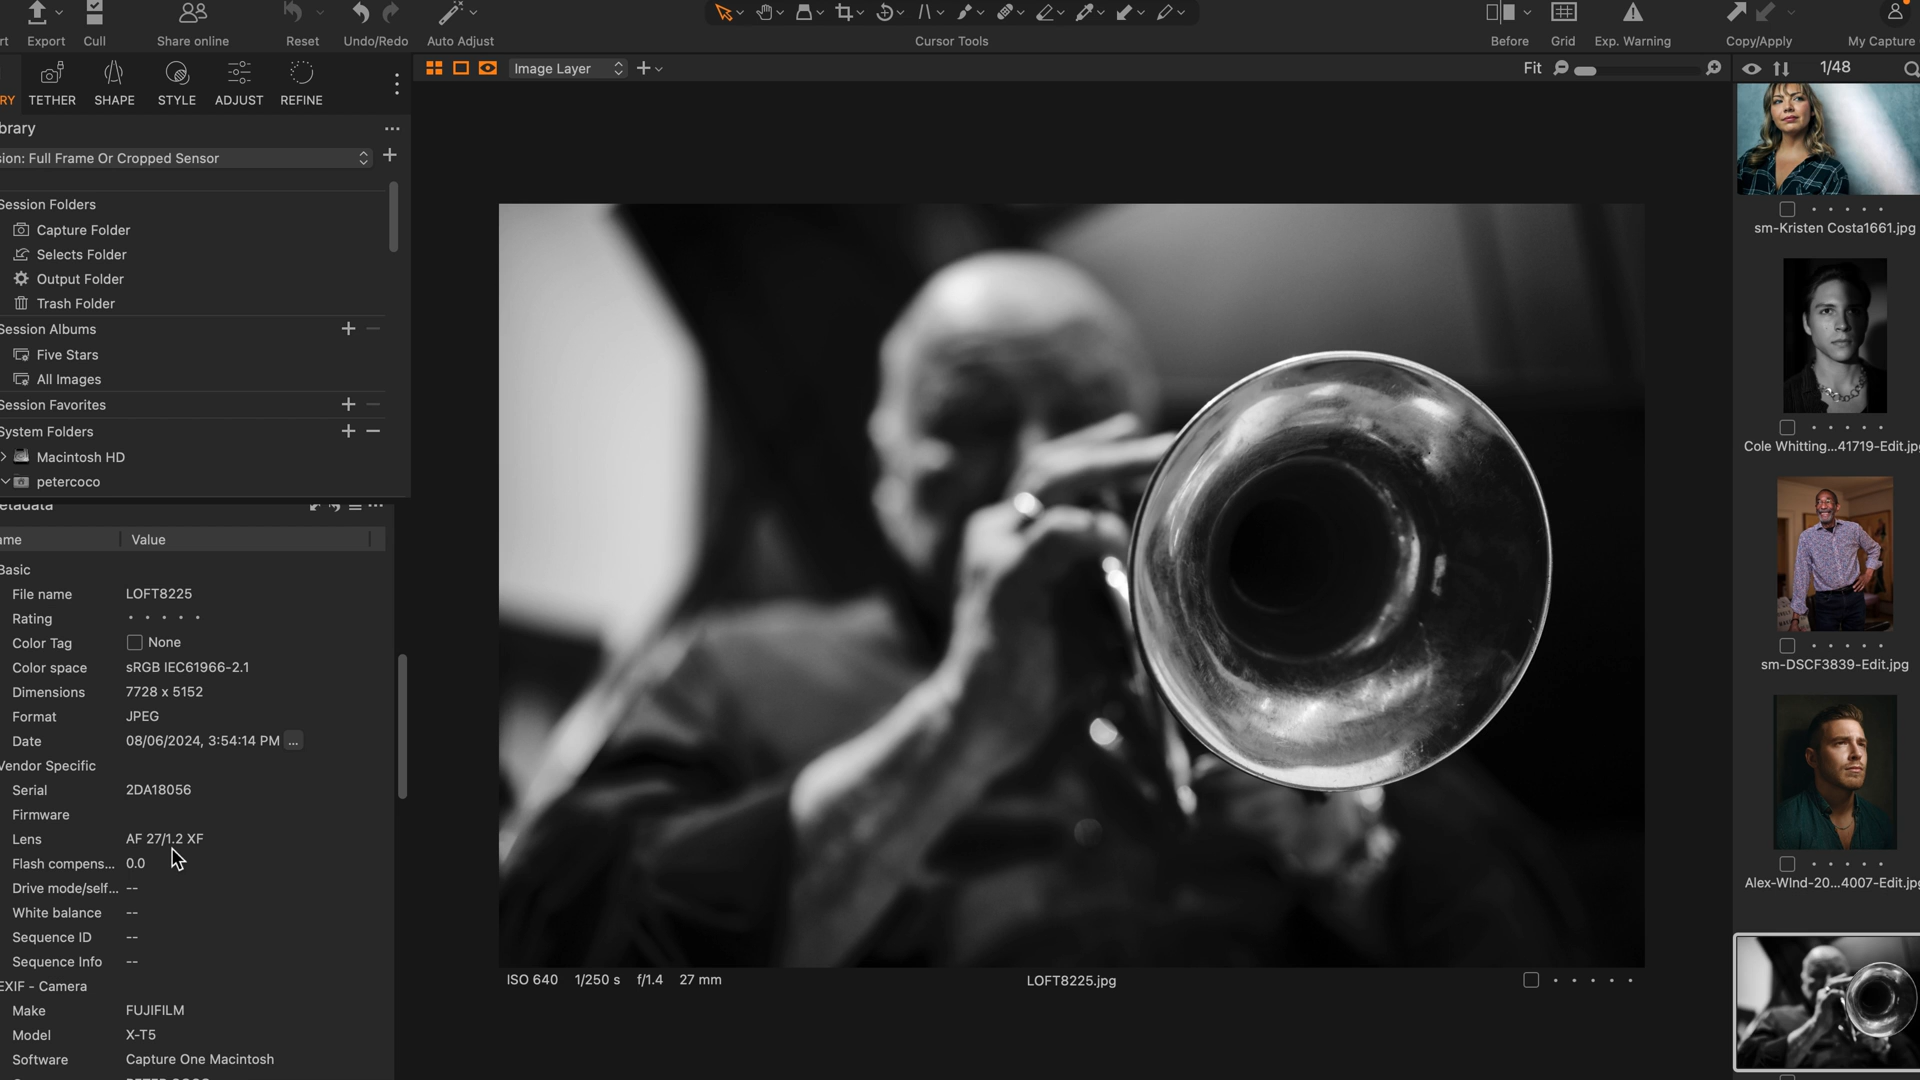 rt
Export
Cull
Share online
Reset
Undo/Redo
Auto Adjust
Cursor Tools
Before
Grid
Exp. Warning
Copy/Apply
My Capture
RY
TETHER
SHAPE
STYLE
ADJUST
REFINE
Image Layer
Fit
1/48
brary
sion: Full Frame Or Cropped Sensor
Session Folders
Capture Folder
Selects Folder
Output Folder
Trash Folder
Session Albums
Five Stars
All Images
Session Favorites
System Folders
Macintosh HD
petercoco
etadata
ame Value
Basic
File name LOFT8225
Rating
Color Tag None
Color space sRGB IEC61966-2.1
Dimensions 7728 x 5152
Format JPEG
Date 08/06/2024, 3:54:14 PM ...
Vendor Specific
Serial 2DA18056
Firmware
Lens AF 27/1.2 XF
Flash compens... 0.0
Drive mode/self... --
White balance --
Sequence ID --
Sequence Info --
EXIF - Camera
Make FUJIFILM
Model X-T5
Software Capture One Macintosh
ISO 640 1/250 s f/1.4 27 mm
LOFT8225.jpg
sm-Kristen Costa1661.jpg
Cole Whitting...41719-Edit.jpg
sm-DSCF3839-Edit.jpg
Alex-WInd-20...4007-Edit.jpg